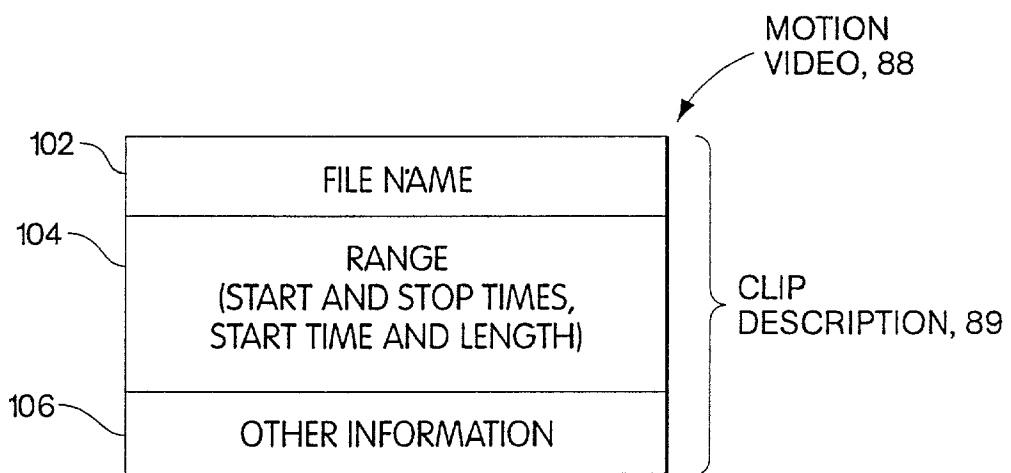 MOTION
VIDEO, 88
102
FILE NAME
104
RANGE
(START AND STOP TIMES,
START TIME AND LENGTH)
CLIP
DESCRIPTION, 89
106
OTHER INFORMATION